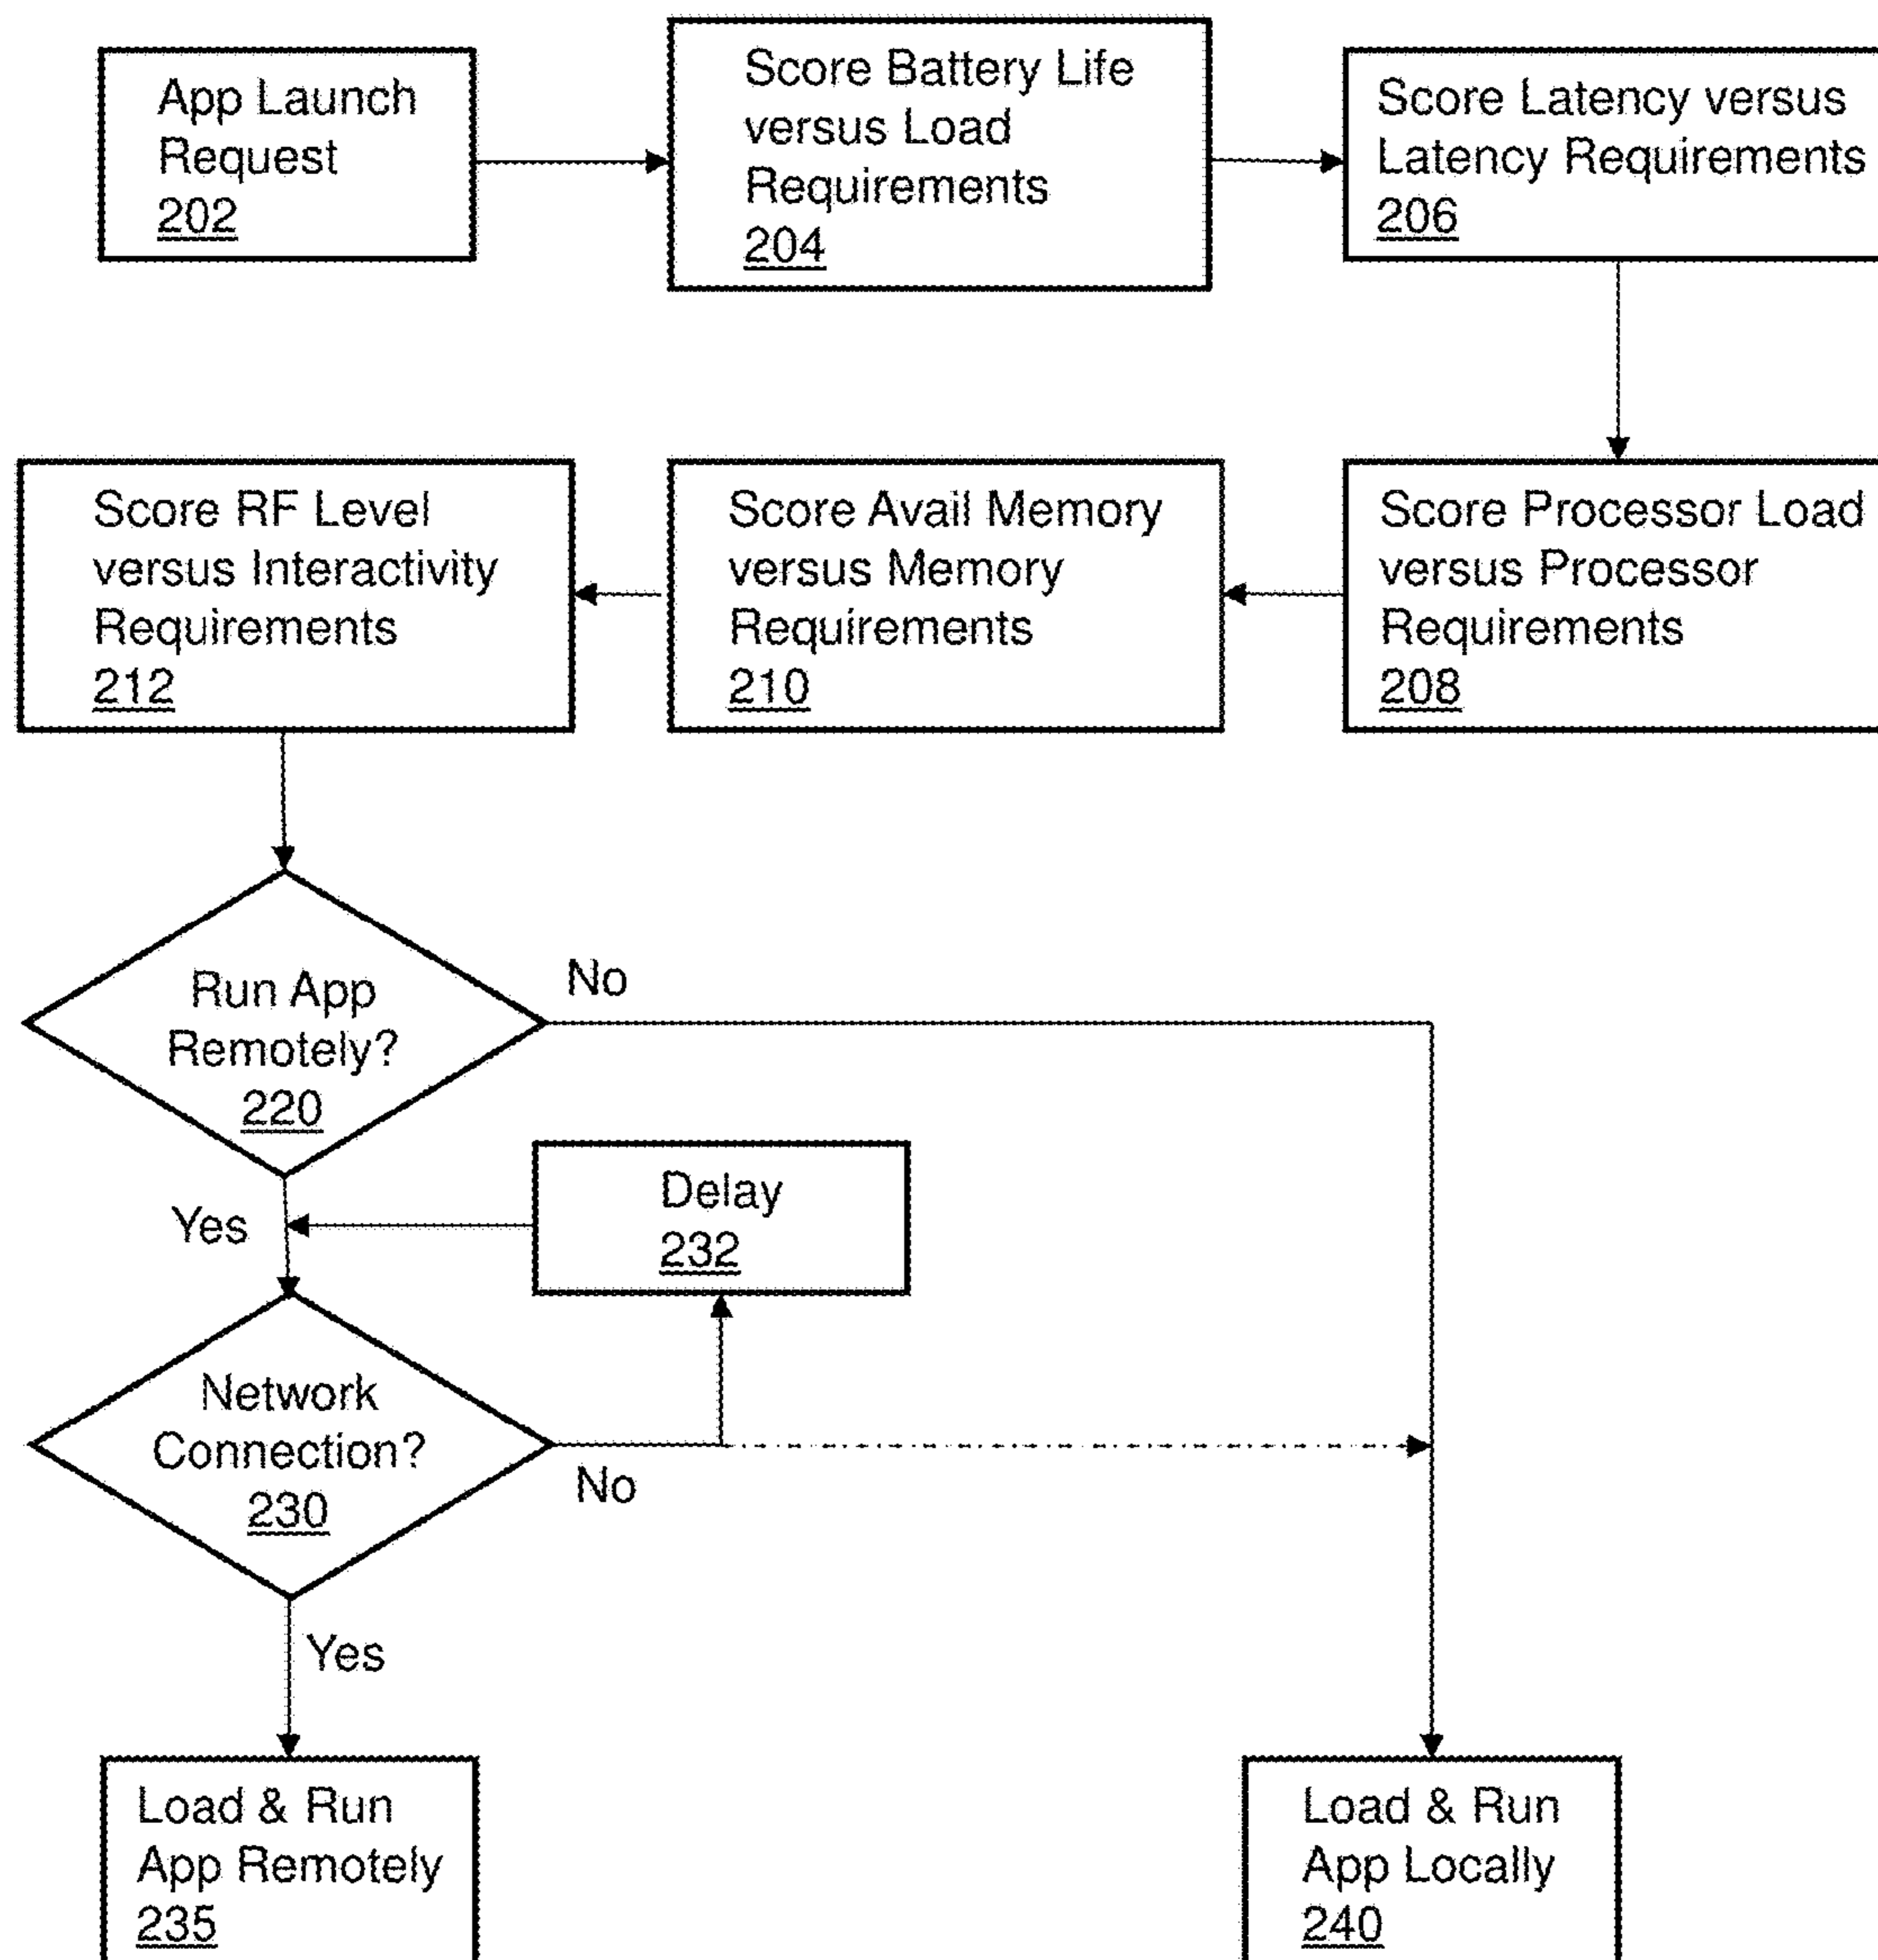 App Launch
Request
202
Score Battery Life
versus Load
Requirements
204
Score Latency versus
Latency Requirements
206
Score RF Level
versus Interactivity
Requirements
212
Score Avail Memory
versus Memory
Requirements
210
Score Processor Load
versus Processor
Requirements
208
Run App
Remotely?
220
No
Yes
Delay
232
Network
Connection?
230
No
Yes
Load & Run
App Remotely
235
Load & Run
App Locally
240